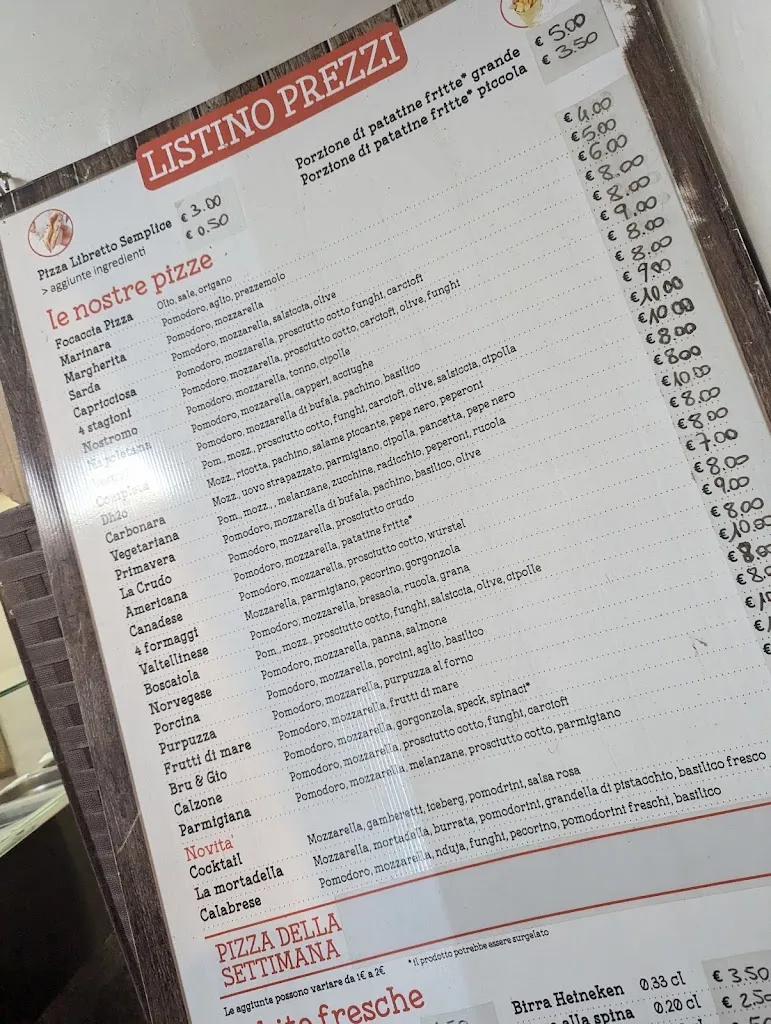 LISTINO PREZZI
Porzione di patatine fritte* grande € 5.00
Porzione di patatine fritte* piccola € 3.50
Pizza Libretto Semplice € 3.00
> aggiunte ingredienti € 0.50
le nostre pizze
Focaccia Pizza Olio, sale, origano € 4.00
Marinara Pomodoro, aglio, prezzemolo € 5.00
Margherita Pomodoro, mozzarella € 6.00
Sarda Pomodoro, mozzarella, salsiccia, olive € 8.00
Capricciosa Pomodoro, mozzarella, prosciutto cotto funghi, carciofi € 8.00
4 stagioni Pomodoro, mozzarella, prosciutto cotto, carciofi, olive, funghi € 9.00
Nostromo Pomodoro, mozzarella, tonno, cipolle € 8.00
Napoletana Pomodoro, mozzarella, capperi, acciughe € 8.00
Pomodoro, mozzarella di bufala, pachino, basilico € 9.00
Completa Pom., mozz., prosciutto cotto, funghi, carciofi, olive, salsiccia, cipolla € 10.00
Dh2o Mozz., ricotta, pachino, salame piccante, pepe nero, peperoni € 10.00
Carbonara Mozz., uovo strapazzato, parmigiano, cipolla, pancetta, pepe nero € 8.00
Vegetariana Pom., mozz., melanzane, zucchine, radicchio, peperoni, rucola € 8.00
Primavera Pomodoro, mozzarella di bufala, pachino, basilico, olive € 10.00
La Crudo Pomodoro, mozzarella, prosciutto crudo € 8.00
Americana Pomodoro, mozzarella, patatine fritte* € 8.00
Canadese Pomodoro, mozzarella, prosciutto cotto, wurstel € 7.00
4 formaggi Mozzarella, parmigiano, pecorino, gorgonzola € 8.00
Valtellinese Pomodoro, mozzarella, bresaola, rucola, grana € 9.00
Boscaiola Pom., mozz., prosciutto cotto, funghi, salsiccia, olive, cipolle € 8.00
Norvegese Pomodoro, mozzarella, panna, salmone € 10.00
Porcina Pomodoro, mozzarella, porcini, aglio, basilico € 8.00
Purpuzza Pomodoro, mozzarella, purpuzza al forno € 8.0
Frutti di mare Pomodoro, mozzarella, frutti di mare € 1
Bru & Gio Pomodoro, mozzarella, gorgonzola, speck, spinaci* €
Calzone Pomodoro, mozzarella, prosciutto cotto, funghi, carciofi €
Parmigiana Pomodoro, mozzarella, melanzane, prosciutto cotto, parmigiano
Novita'
Cocktail Mozzarella, gamberetti, iceberg, pomodrini, salsa rosa
La mortadella Mozzarella, mortadella, burrata, pomodorini, grandella di pistacchio, basilico fresco
Calabrese Pomodoro, mozzarella, nduja, funghi, pecorino, pomodorini freschi, basilico
PIZZA DELLA
SETTIMANA
Le aggiunte possono variare da 1€ a 2€ *Il prodotto potrebbe essere surgelato
fresche
Birra Heineken 0.33 cl € 3.50
alla spina 0.20 cl € 2.50